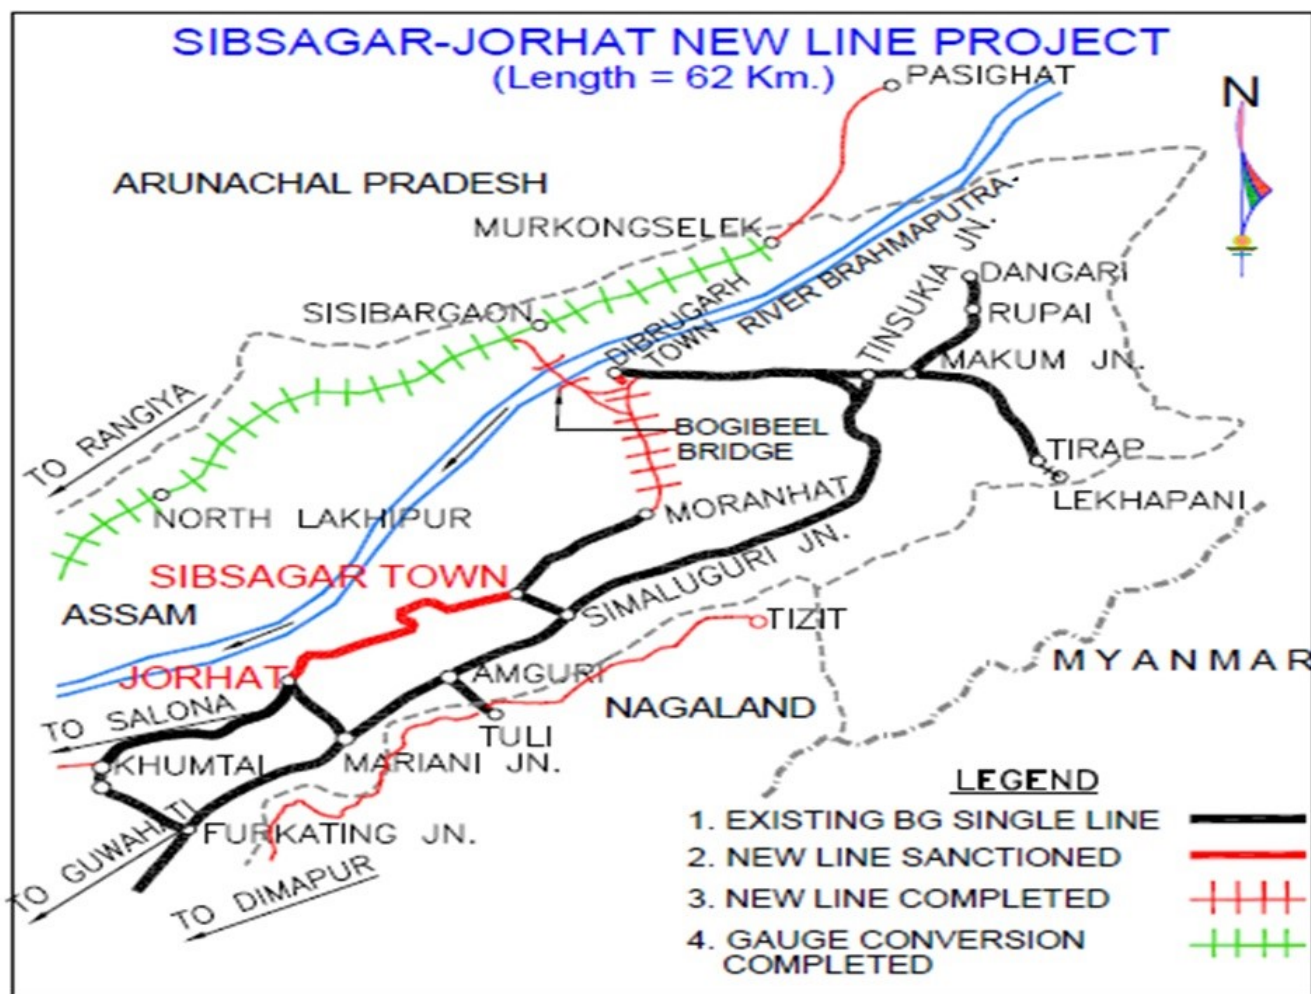 SIBSAGAR-JORHAT NEW LINE PROJECT
(Length = 62 Km.)
N
PASIGHAT
ARUNACHAL PRADESH
MURKONGSELEK
RIVER BRAHMAPUTRA
TINSUKIA JN.
DANGARI
SISIBARGAON
DIBRUGARH
TOWN
RUPAI
MAKUM JN.
TO RANGIYA
BOGIBEEL
BRIDGE
TIRAP
LEKHAPANI
NORTH LAKHIPUR
MORANHAT
SIBSAGAR TOWN
SIMALUGURI JN.
ASSAM
TIZIT
MYANMAR
JORHAT
AMGURI
NAGALAND
TO SALONA
TULI
KHUMTAI
MARIANI JN.
FURKATING JN.
TO GUWAHATI
TO DIMAPUR
LEGEND
1. EXISTING BG SINGLE LINE
2. NEW LINE SANCTIONED
3. NEW LINE COMPLETED
4. GAUGE CONVERSION
COMPLETED